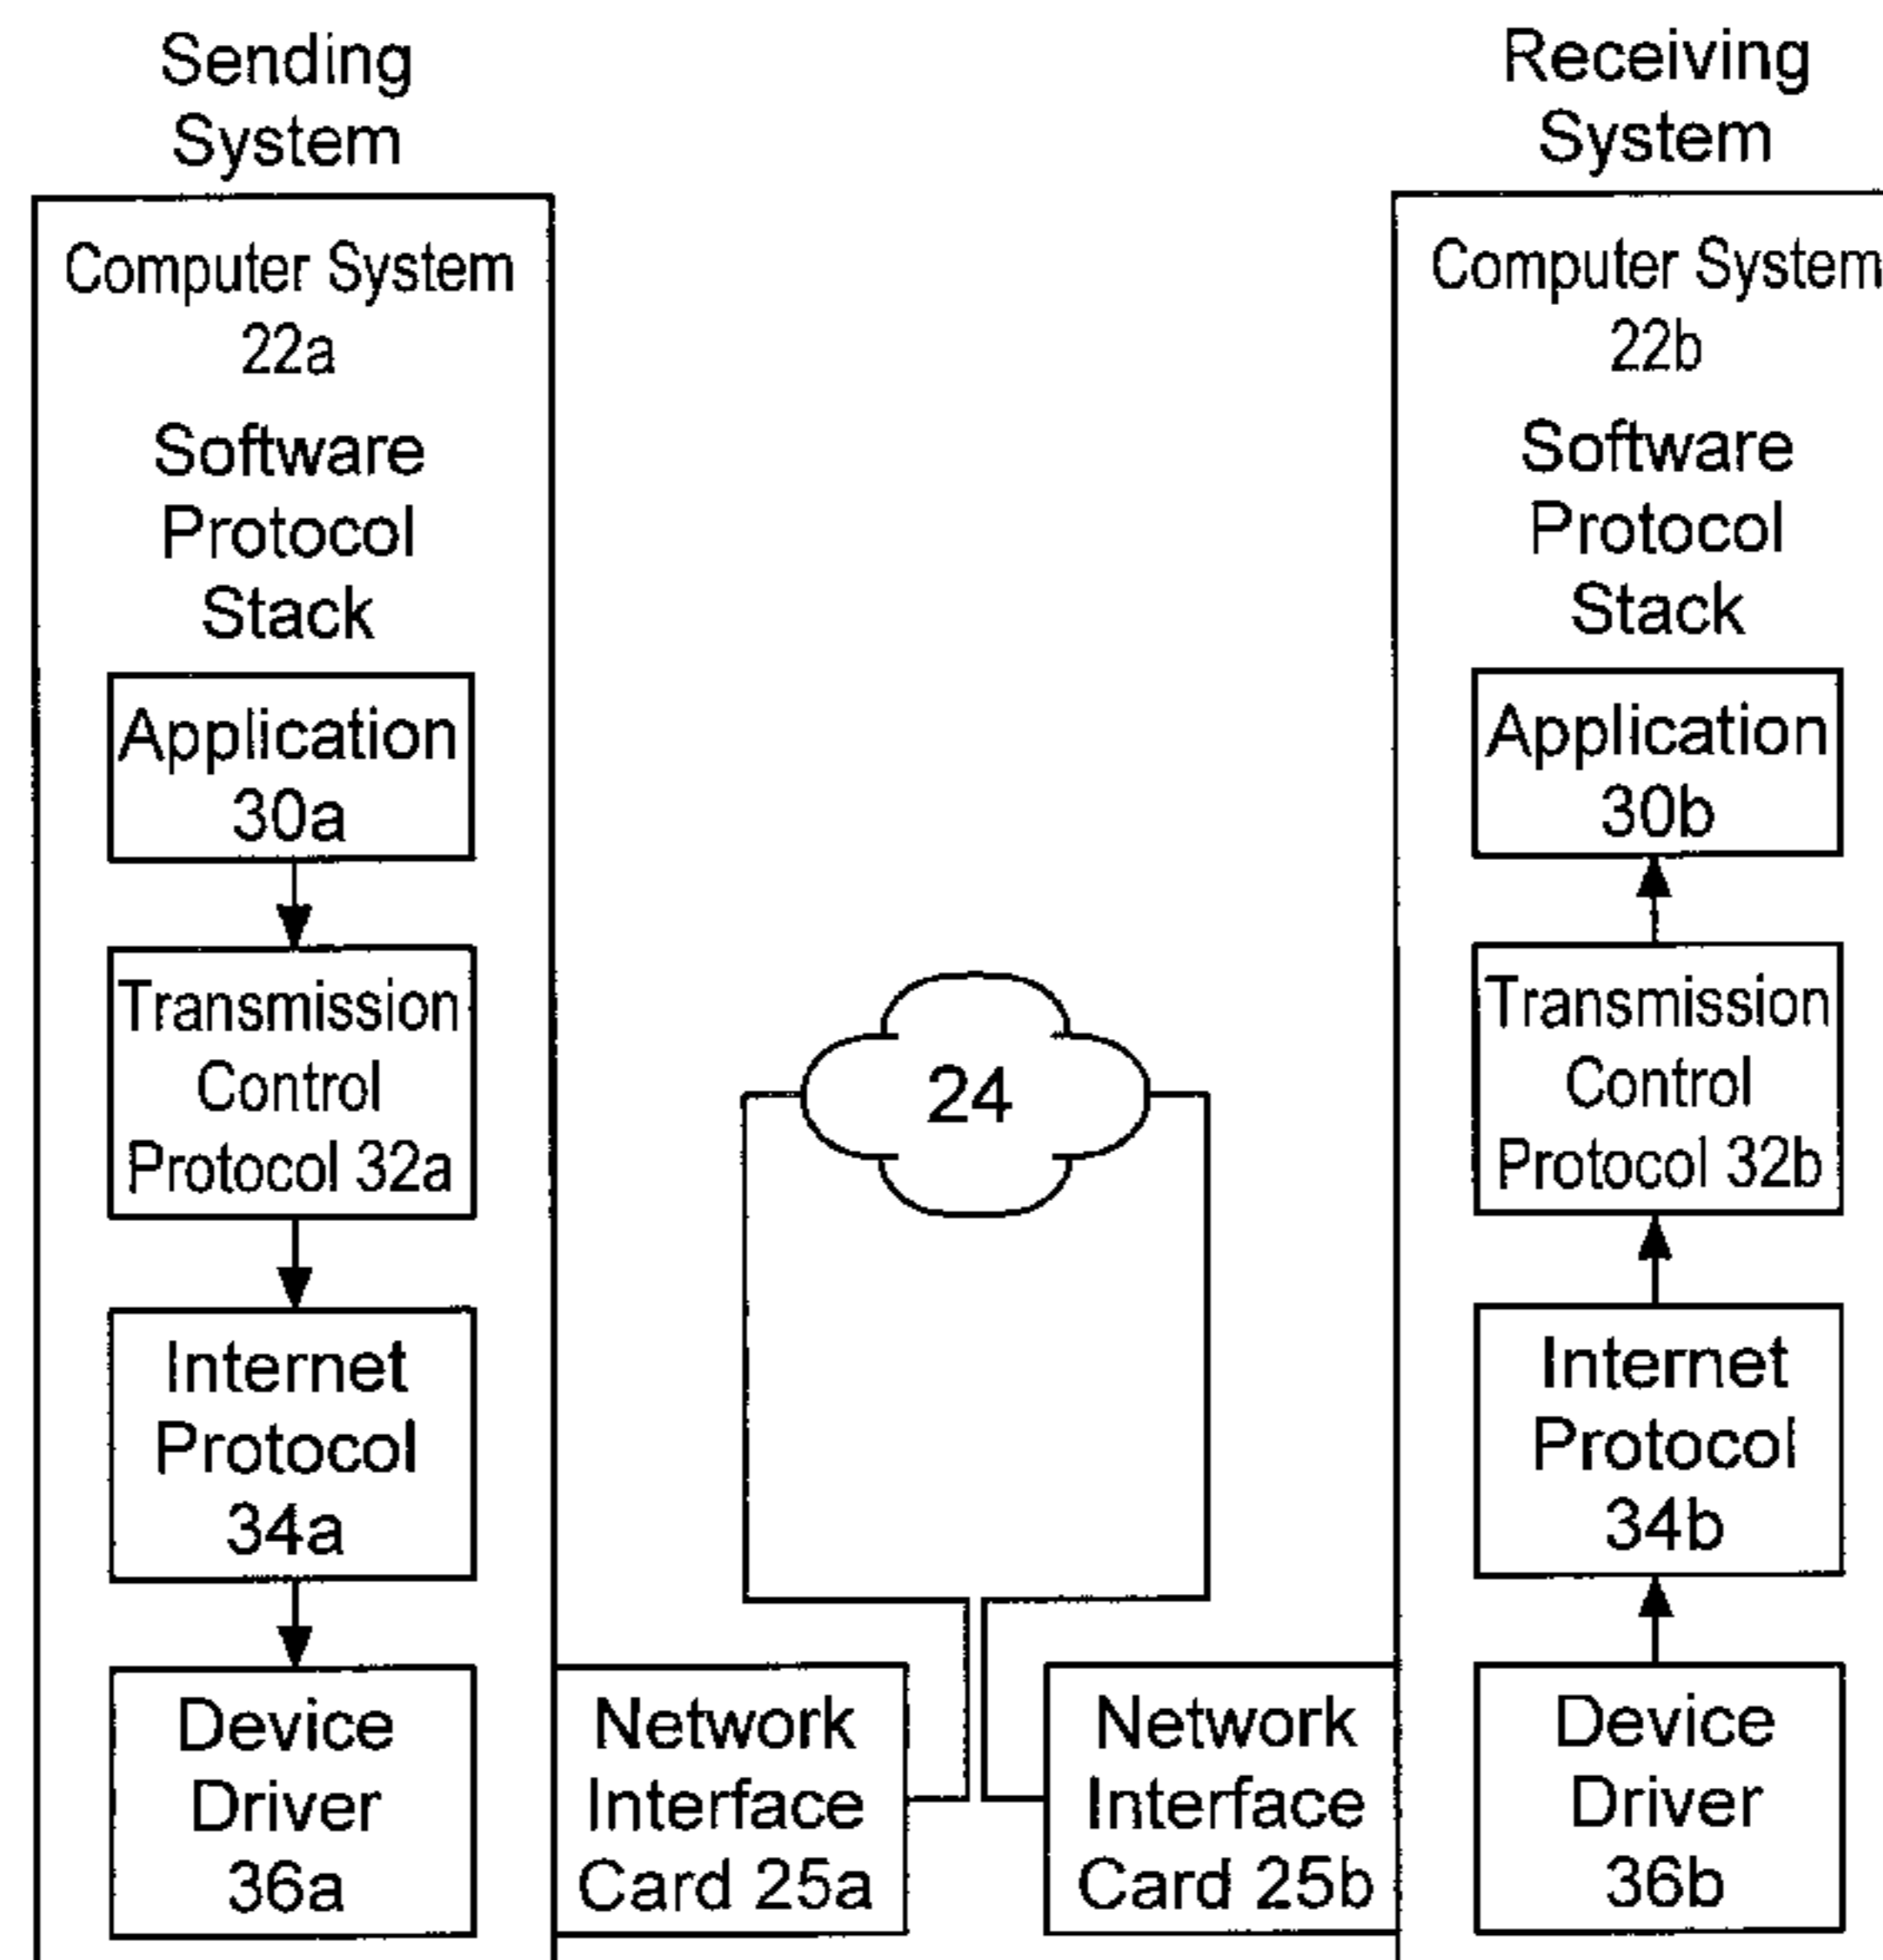 Sending
System
Computer System
22a
Software
Protocol
Stack
Application
30a
Transmission
Control
Protocol 32a
Internet
Protocol
34a
Device
Driver
36a
Network
Interface
Card 25a
24
Network
Interface
Card 25b
Receiving
System
Computer System
22b
Software
Protocol
Stack
Application
30b
Transmission
Control
Protocol 32b
Internet
Protocol
34b
Device
Driver
36b